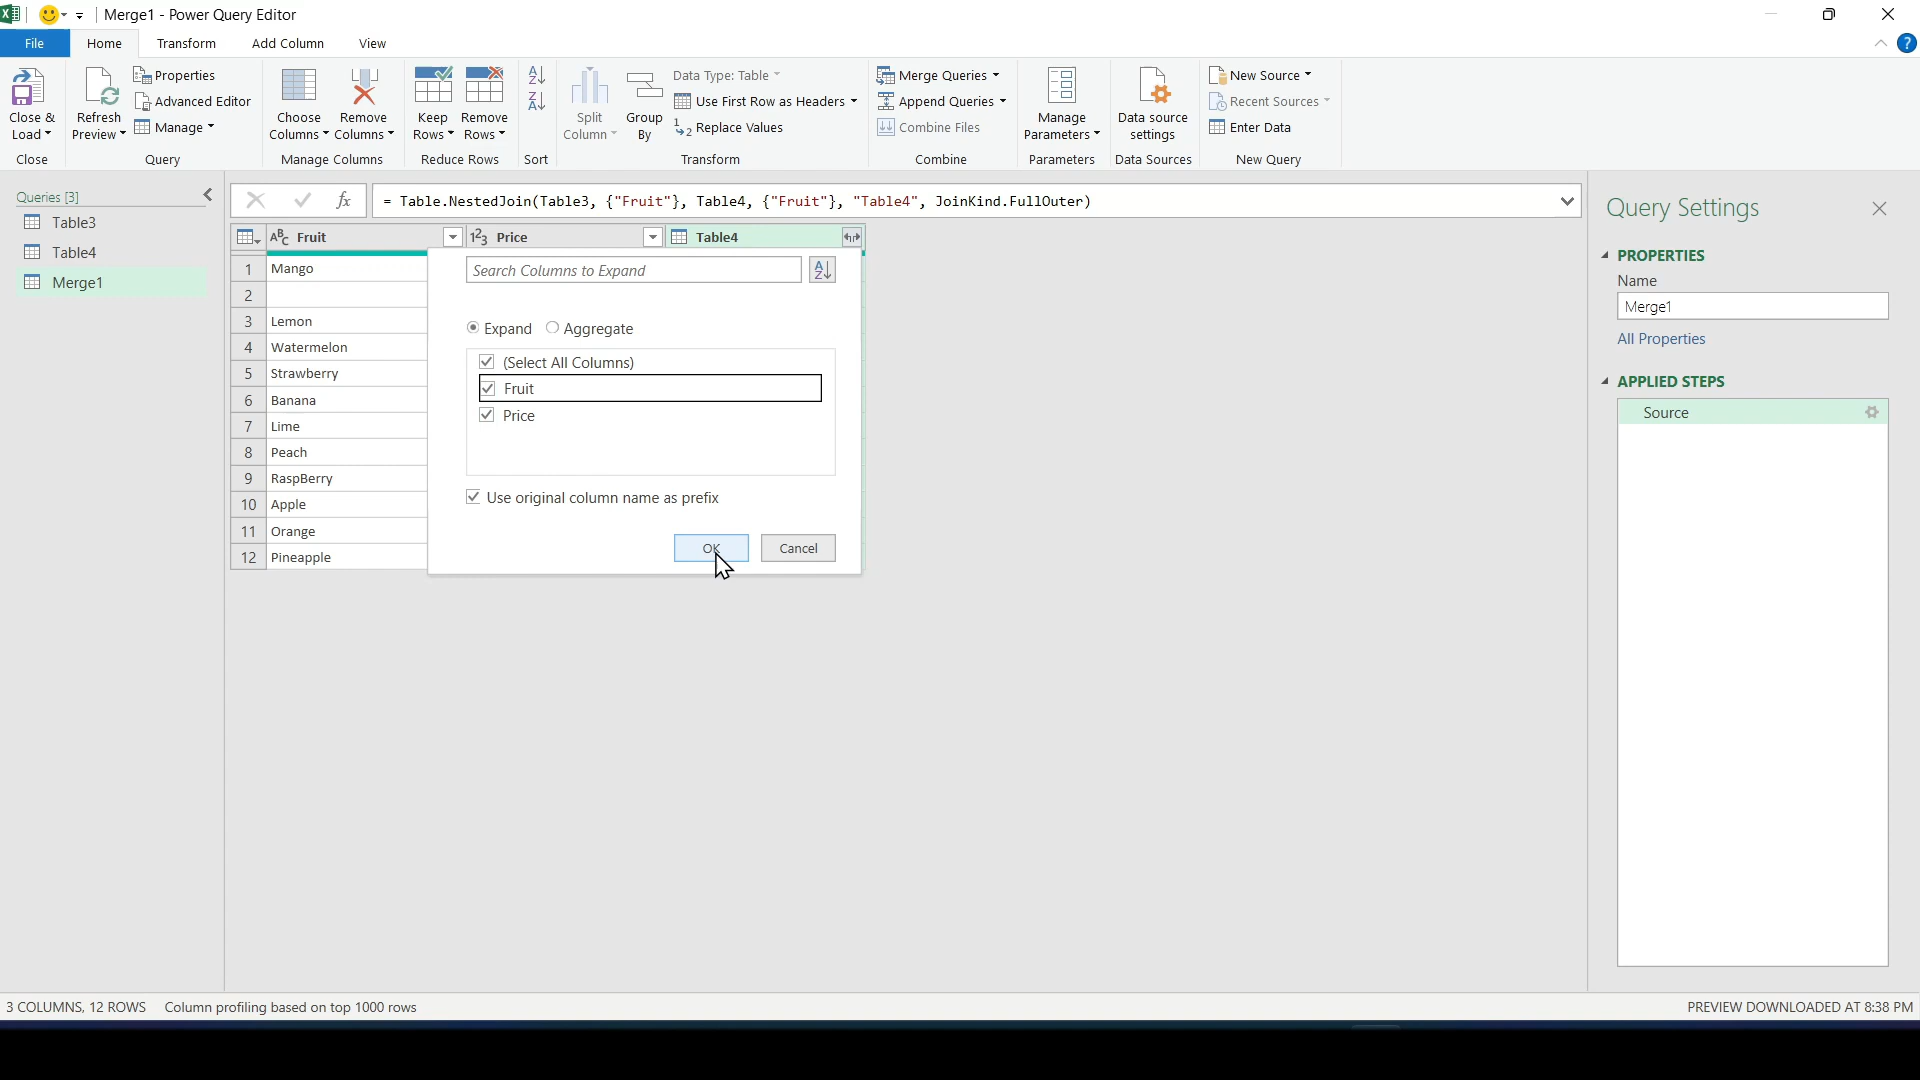 Merge1 - Power Query Editor
File Home Transform Add Column View
Close & Load
Close
Refresh Preview
Properties
Advanced Editor
Manage
Query
Choose Columns
Remove Columns
Manage Columns
Keep Rows
Remove Rows
Reduce Rows
Sort
Split Column
Group By
Data Type: Table
Use First Row as Headers
Replace Values
Transform
Merge Queries
Append Queries
Combine Files
Combine
Manage Parameters
Parameters
Data source settings
Data Sources
New Source
Recent Sources
Enter Data
New Query
Queries [3]
Table3
Table4
Merge1
fx = Table.NestedJoin(Table3, {"Fruit"}, Table4, {"Fruit"}, "Table4", JoinKind.FullOuter)
ABC Fruit 123 Price Table4
1 Mango
2
3 Lemon
4 Watermelon
5 Strawberry
6 Banana
7 Lime
8 Peach
9 RaspBerry
10 Apple
11 Orange
12 Pineapple
Search Columns to Expand
Expand Aggregate
(Select All Columns)
Fruit
Price
Use original column name as prefix
OK Cancel
Query Settings
PROPERTIES
Name
Merge1
All Properties
APPLIED STEPS
Source
3 COLUMNS, 12 ROWS Column profiling based on top 1000 rows
PREVIEW DOWNLOADED AT 8:38 PM